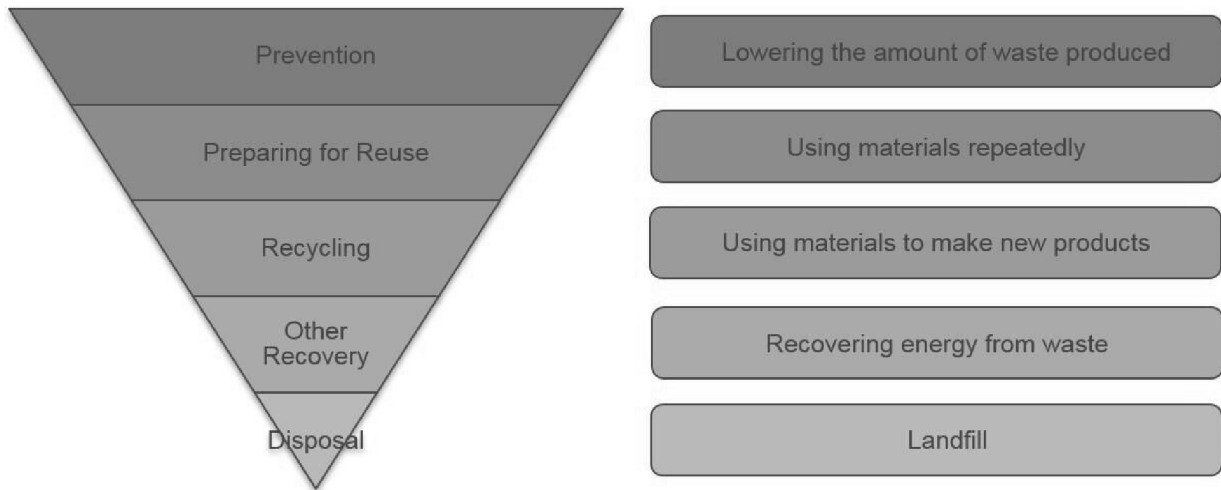 Prevention
Lowering the amount of waste produced
Preparing for Reuse
Using materials repeatedly
Recycling
Using materials to make new products
Other
Recovery
Recovering energy from waste
Disposal
Landfill